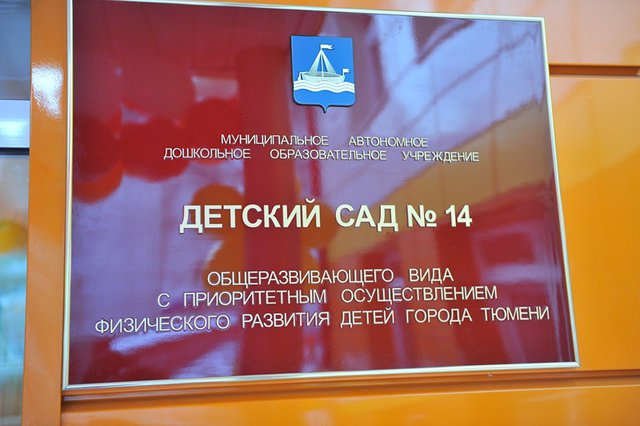 МУНИЦИПАЛЬНОЕ АВТОНОМНОЕ
ДОШКОЛЬНОЕ ОБРАЗОВАТЕЛЬНОЕ УЧРЕЖДЕНИЕ
ДЕТСКИЙ САД № 14
ОБЩЕРАЗВИВАЮЩЕГО ВИДА
С ПРИОРИТЕТНЫМ ОСУЩЕСТВЛЕНИЕМ
ФИЗИЧЕСКОГО РАЗВИТИЯ ДЕТЕЙ ГОРОДА ТЮМЕНИ